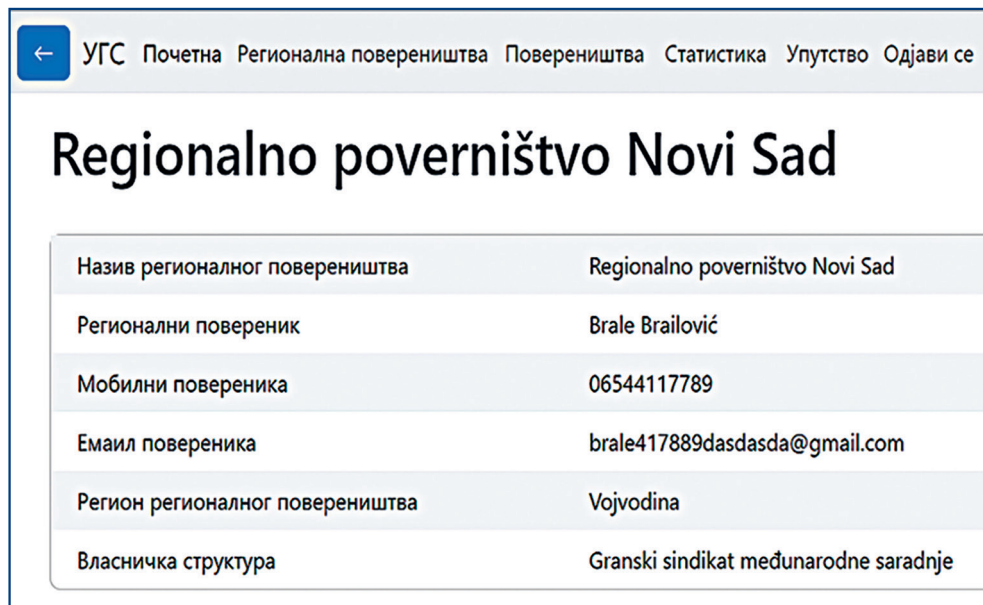 ← УГС Почетна Регионална повереништва Повереништва Статистика Упутство Одјави се
Regionalno poverništvo Novi Sad
Назив регионалног повереништва Regionalno poverništvo Novi Sad
Регионални повереник Brale Brailović
Мобилни повереника 06544117789
Емаил повереника brale417889dasdasda@gmail.com
Регион регионалног повереништва Vojvodina
Власничка структура Granski sindikat međunarodne saradnje